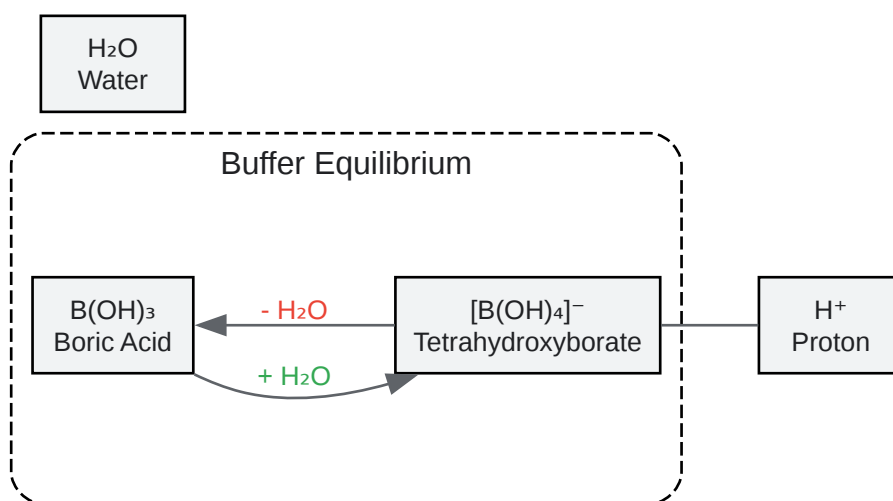 H₂O
Water
Buffer Equilibrium
B(OH)₃
Boric Acid
- H₂O
+ H₂O
[B(OH)₄]⁻
Tetrahydroxyborate
H⁺
Proton